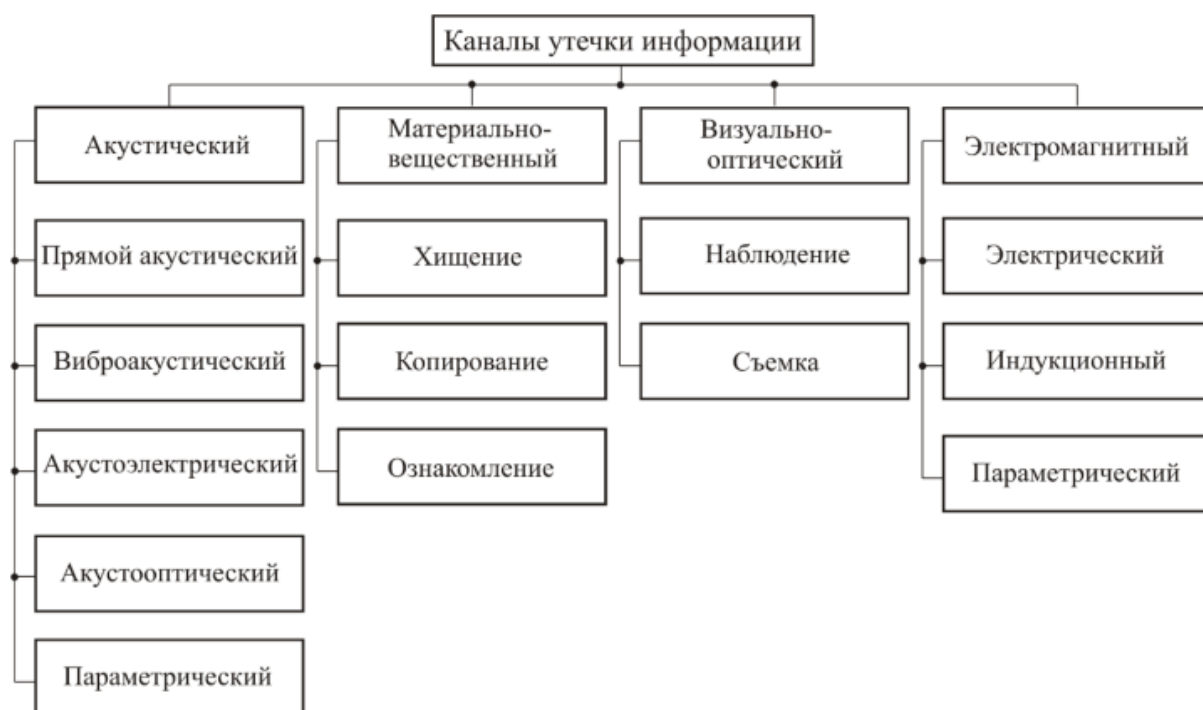 Каналы утечки информации
Акустический
Прямой акустический
Виброакустический
Акустоэлектрический
Акустооптический
Параметрический
Материально-
вещественный
Хищение
Копирование
Ознакомление
Визуально-
оптический
Наблюдение
Съемка
Электромагнитный
Электрический
Индукционный
Параметрический